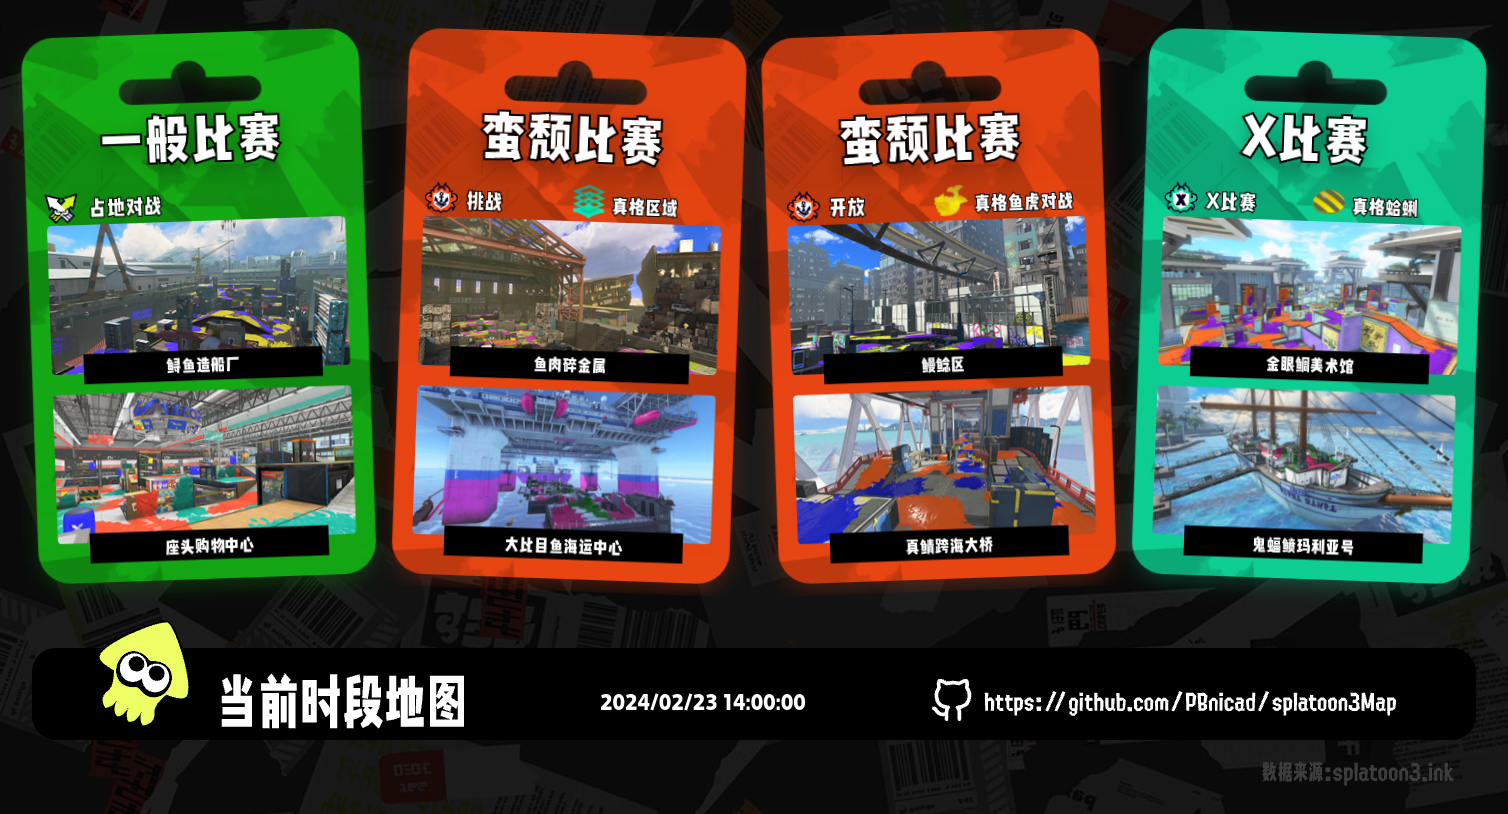 一般比赛
占地对战
鲟鱼造船厂
座头购物中心
蛮颓比赛
挑战
真格区域
鱼肉碎金属
大比目鱼海运中心
蛮颓比赛
开放
真格鱼虎对战
鳗鲶区
真鲭跨海大桥
X比赛
X比赛
真格蛤蜊
金眼鲷美术馆
鬼蝠鲼玛利亚号
当前时段地图
2024/02/23 14:00:00
https://github.com/PBnicad/splatoon3Map
数据来源:splatoon3.ink